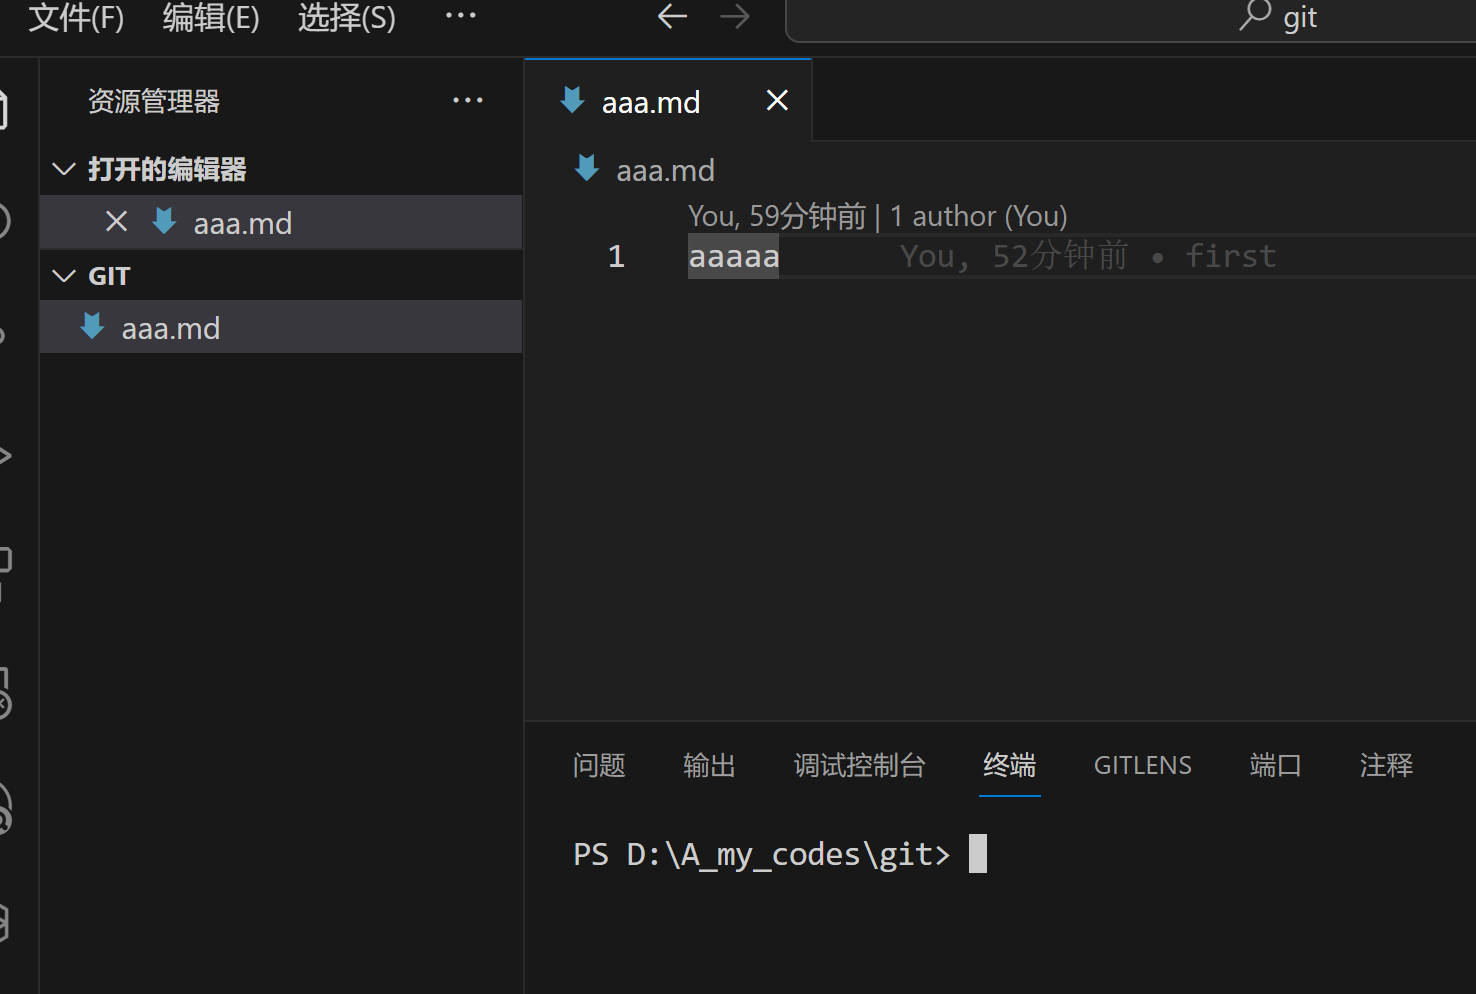 文件(F) 编辑(E) 选择(S) ··· git
资源管理器 ···
打开的编辑器
aaa.md
GIT
aaa.md
aaa.md
aaa.md
You, 59分钟前 | 1 author (You)
1 aaaaa You, 52分钟前 • first
问题 输出 调试控制台 终端 GITLENS 端口 注释
PS D:\A_my_codes\git>